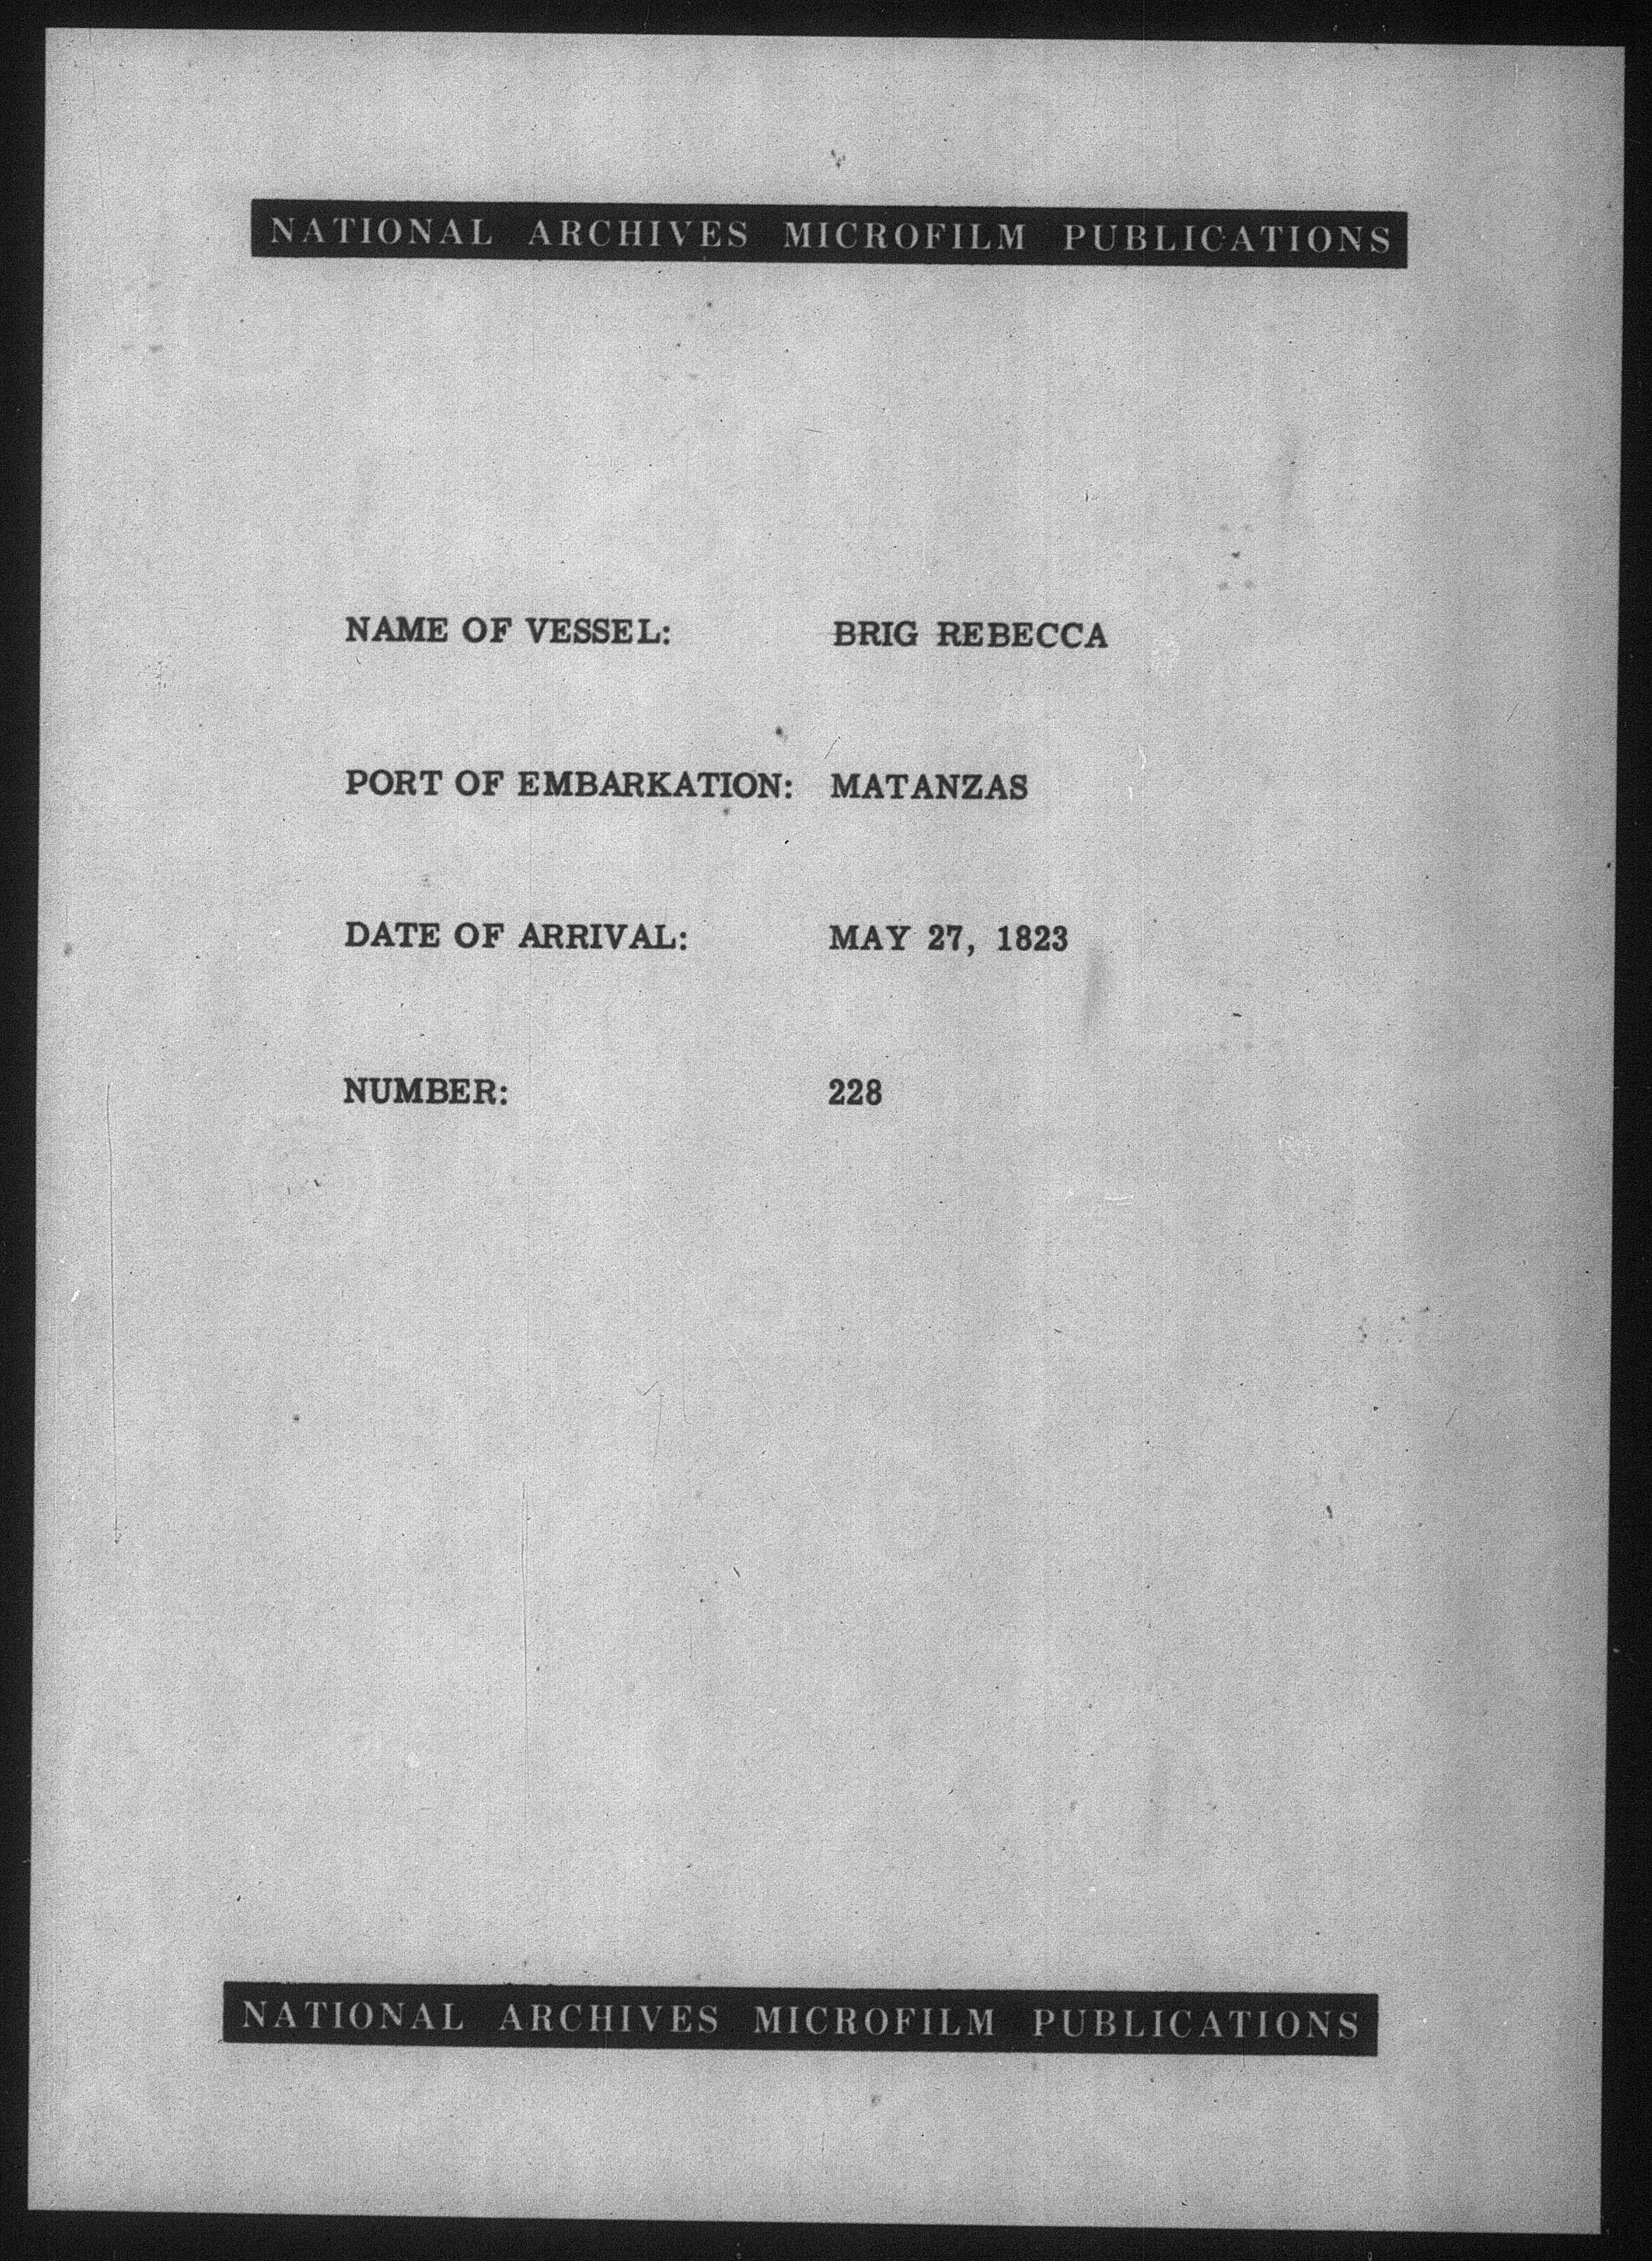 NATIONAL ARCHIVES MICROFILM PUBLICATIONS
NAME OF VESSEL: BRIG REBECCA
PORT OF EMBARKATION: MATANZAS
DATE OF ARRIVAL: MAY 27, 1823
NUMBER: 228
NATIONAL ARCHIVES MICROFILM PUBLICATIONS